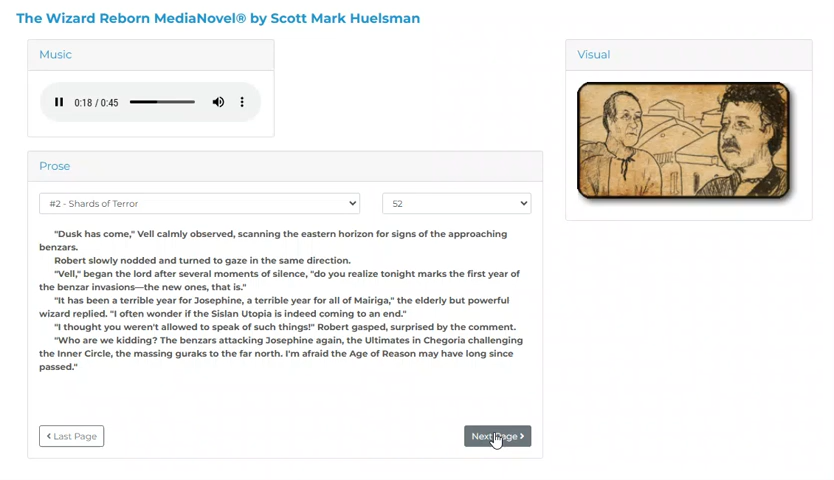 The Wizard Reborn MediaNovel® by Scott Mark Huelsman
Music
0:18 / 0:45
Visual
Prose
#2 - Shards of Terror
52
"Dusk has come," Vell calmly observed, scanning the eastern horizon for signs of the approaching
benzars.
Robert slowly nodded and turned to gaze in the same direction.
"Vell," began the lord after several moments of silence, "do you realize tonight marks the first year of
the benzar invasions—the new ones, that is."
"It has been a terrible year for Josephine, a terrible year for all of Mairiga," the elderly but powerful
wizard replied. "I often wonder if the Sislan Utopia is indeed coming to an end."
"I thought you weren't allowed to speak of such things!" Robert gasped, surprised by the comment.
"Who are we kidding? The benzars attacking Josephine again, the Ultimates in Chegoria challenging
the Inner Circle, the massing guraks to the far north. I'm afraid the Age of Reason may have long since
passed."
Last Page
Next Page